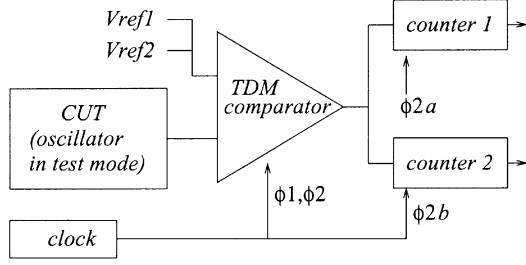 Vref1
Vref2
CUT
(oscillator
in test mode)
TDM
comparator
counter 1
ϕ2a
counter 2
ϕ1,ϕ2
ϕ2b
clock